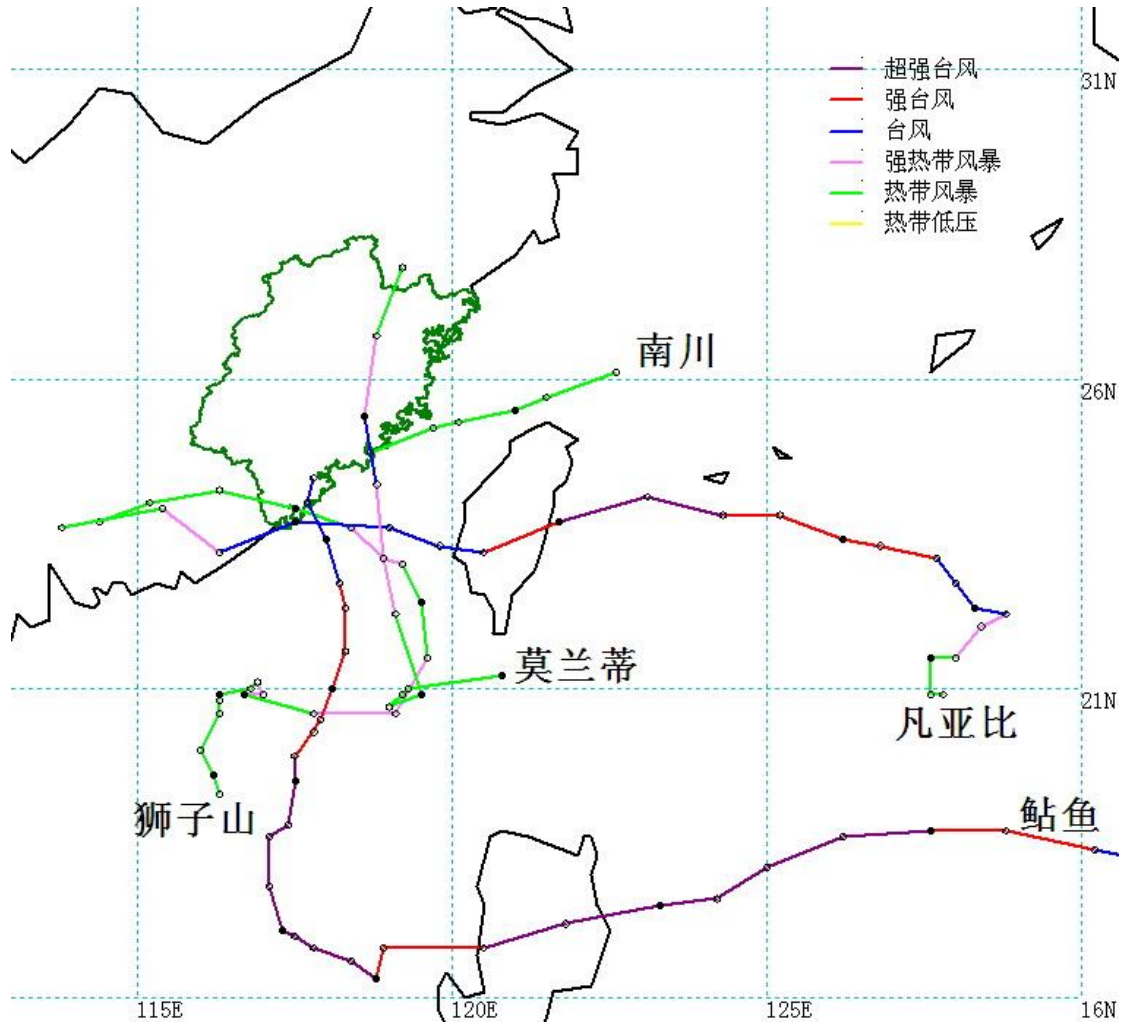 超强台风
31N
强台风
台风
强热带风暴
热带风暴
热带低压
南川
26N
莫兰蒂
21N
凡亚比
狮子山
鲇鱼
115E
120E
125E
16N